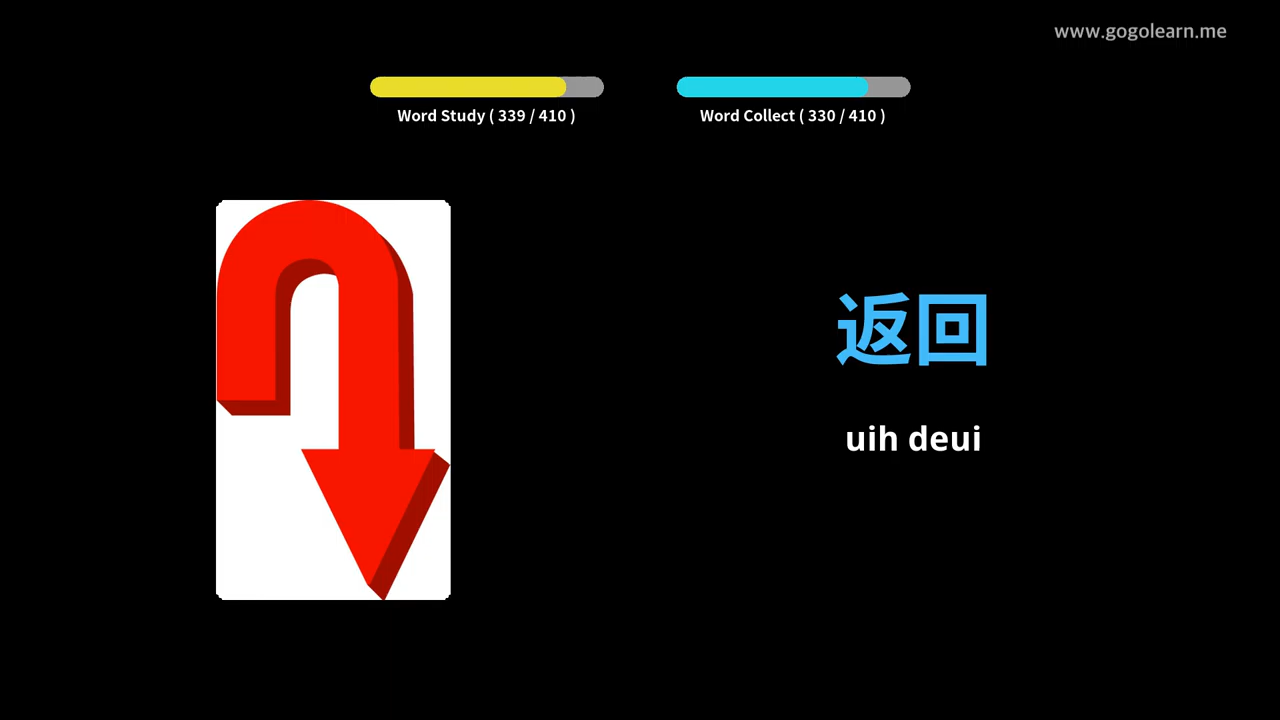 www.gogolearn.me
Word Study ( 339 / 410 )
Word Collect ( 330 / 410 )
返回
uih deui